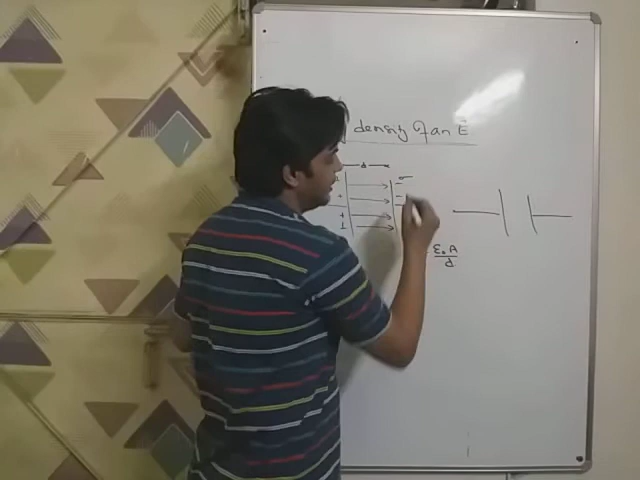 density of an E
d
+ -
+ -
+
ε₀A
d